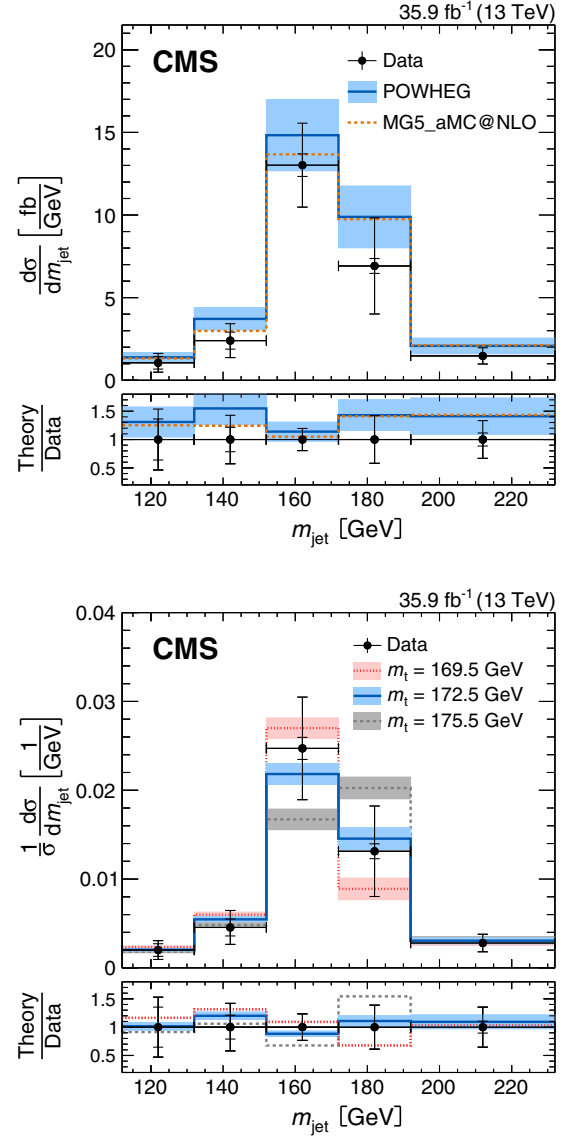 35.9 fb⁻¹ (13 TeV)
CMS
Data
POWHEG
MG5_aMC@NLO
dσ/dm_jet [fb/GeV]
20
15
10
5
0
Theory/Data
1.5
1
0.5
120 140 160 180 200 220
m_jet [GeV]
35.9 fb⁻¹ (13 TeV)
CMS
Data
m_t = 169.5 GeV
m_t = 172.5 GeV
m_t = 175.5 GeV
1/σ dσ/dm_jet [1/GeV]
0.04
0.03
0.02
0.01
0
Theory/Data
1.5
1
0.5
120 140 160 180 200 220
m_jet [GeV]